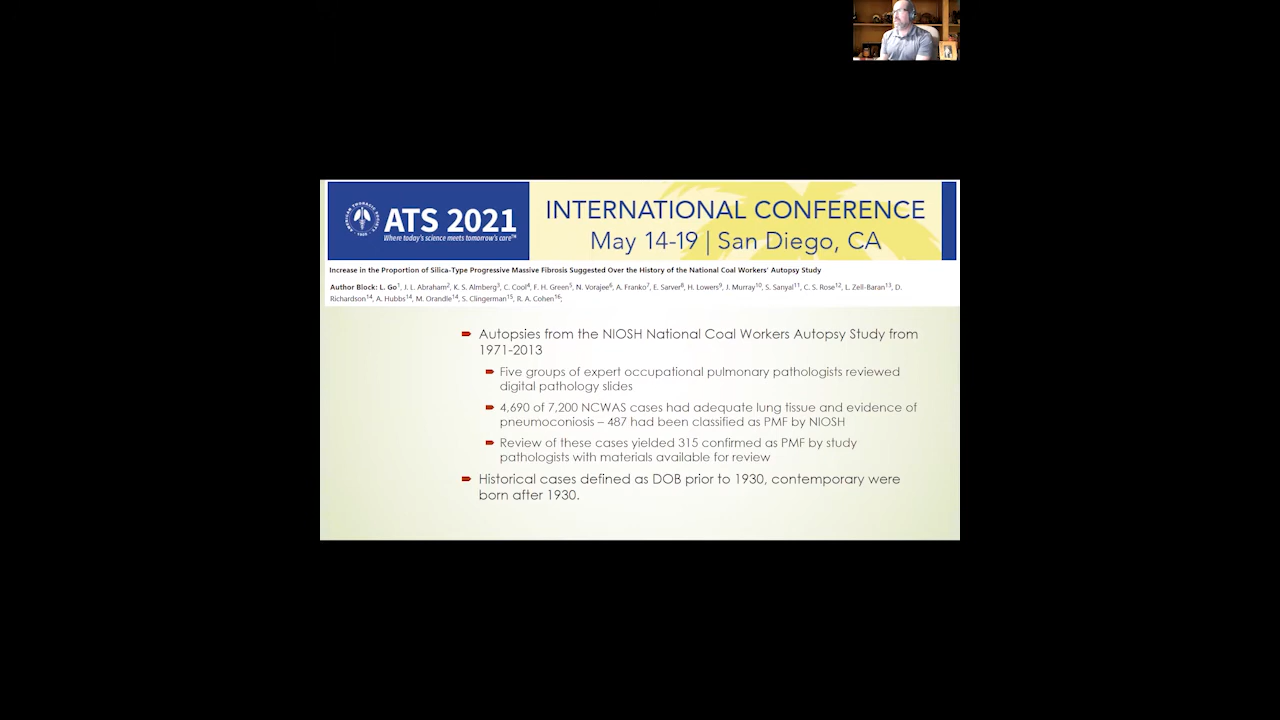 ATS 2021
Where today's science meets tomorrow's care™
INTERNATIONAL CONFERENCE
May 14-19 | San Diego, CA
Increase in the Proportion of Silica-Type Progressive Massive Fibrosis Suggested Over the History of the National Coal Workers' Autopsy Study
Author Block: L. Go1, J. L. Abraham2, K. S. Almberg3, C. Cool4, F. H. Green5, N. Vorajee6, A. Franko7, E. Sarver8, H. Lowers9, J. Murray10, S. Sanyal11, C. S. Rose12, L. Zell-Baran13, D.
Richardson14, A. Hubbs14, M. Orandle14, S. Clingerman15, R. A. Cohen16;
Autopsies from the NIOSH National Coal Workers Autopsy Study from
1971-2013
Five groups of expert occupational pulmonary pathologists reviewed
digital pathology slides
4,690 of 7,200 NCWAS cases had adequate lung tissue and evidence of
pneumoconiosis – 487 had been classified as PMF by NIOSH
Review of these cases yielded 315 confirmed as PMF by study
pathologists with materials available for review
Historical cases defined as DOB prior to 1930, contemporary were
born after 1930.